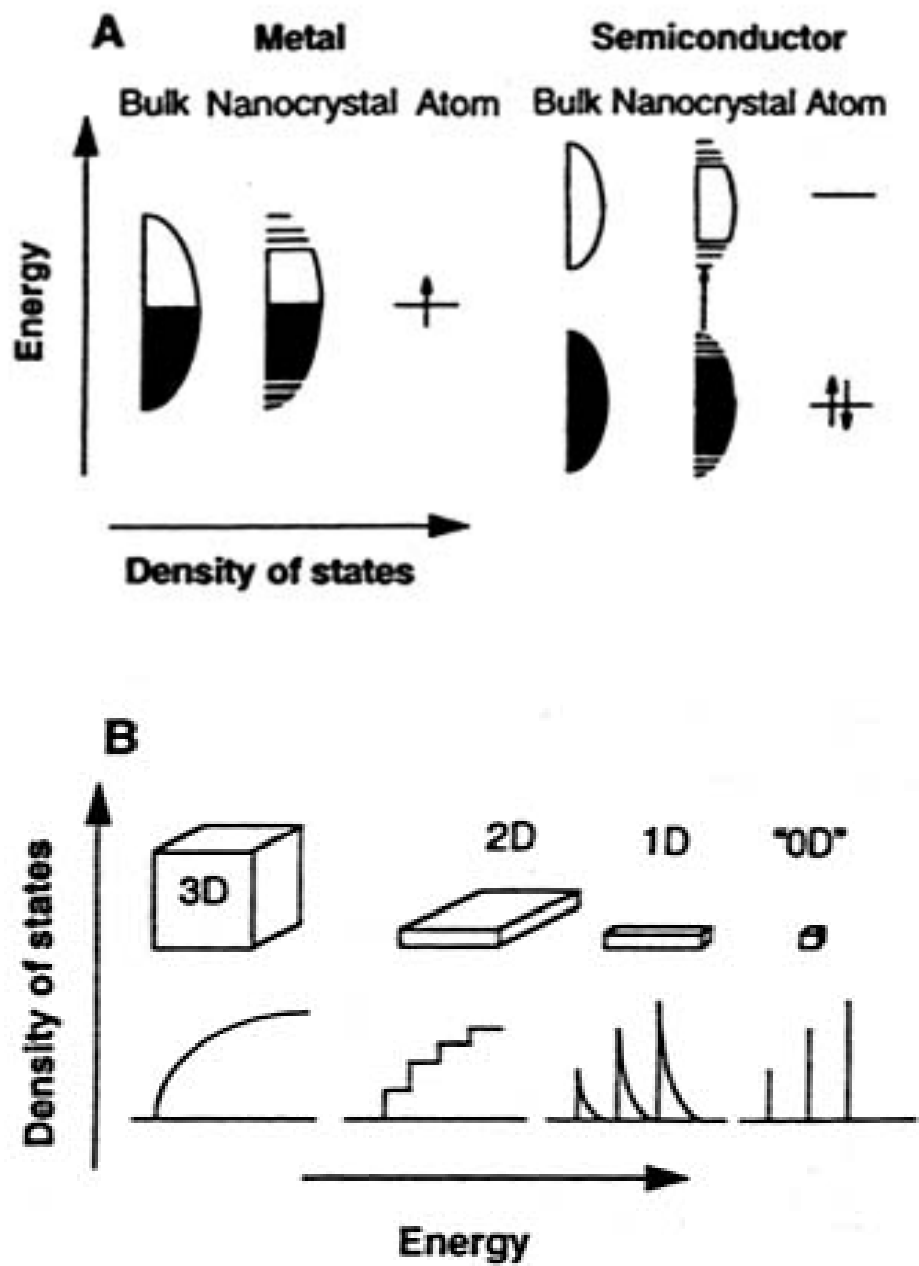 A
Metal
Semiconductor
Bulk Nanocrystal Atom
Bulk Nanocrystal Atom
Energy
Density of states
B
Density of states
3D
2D
1D
"0D"
Energy